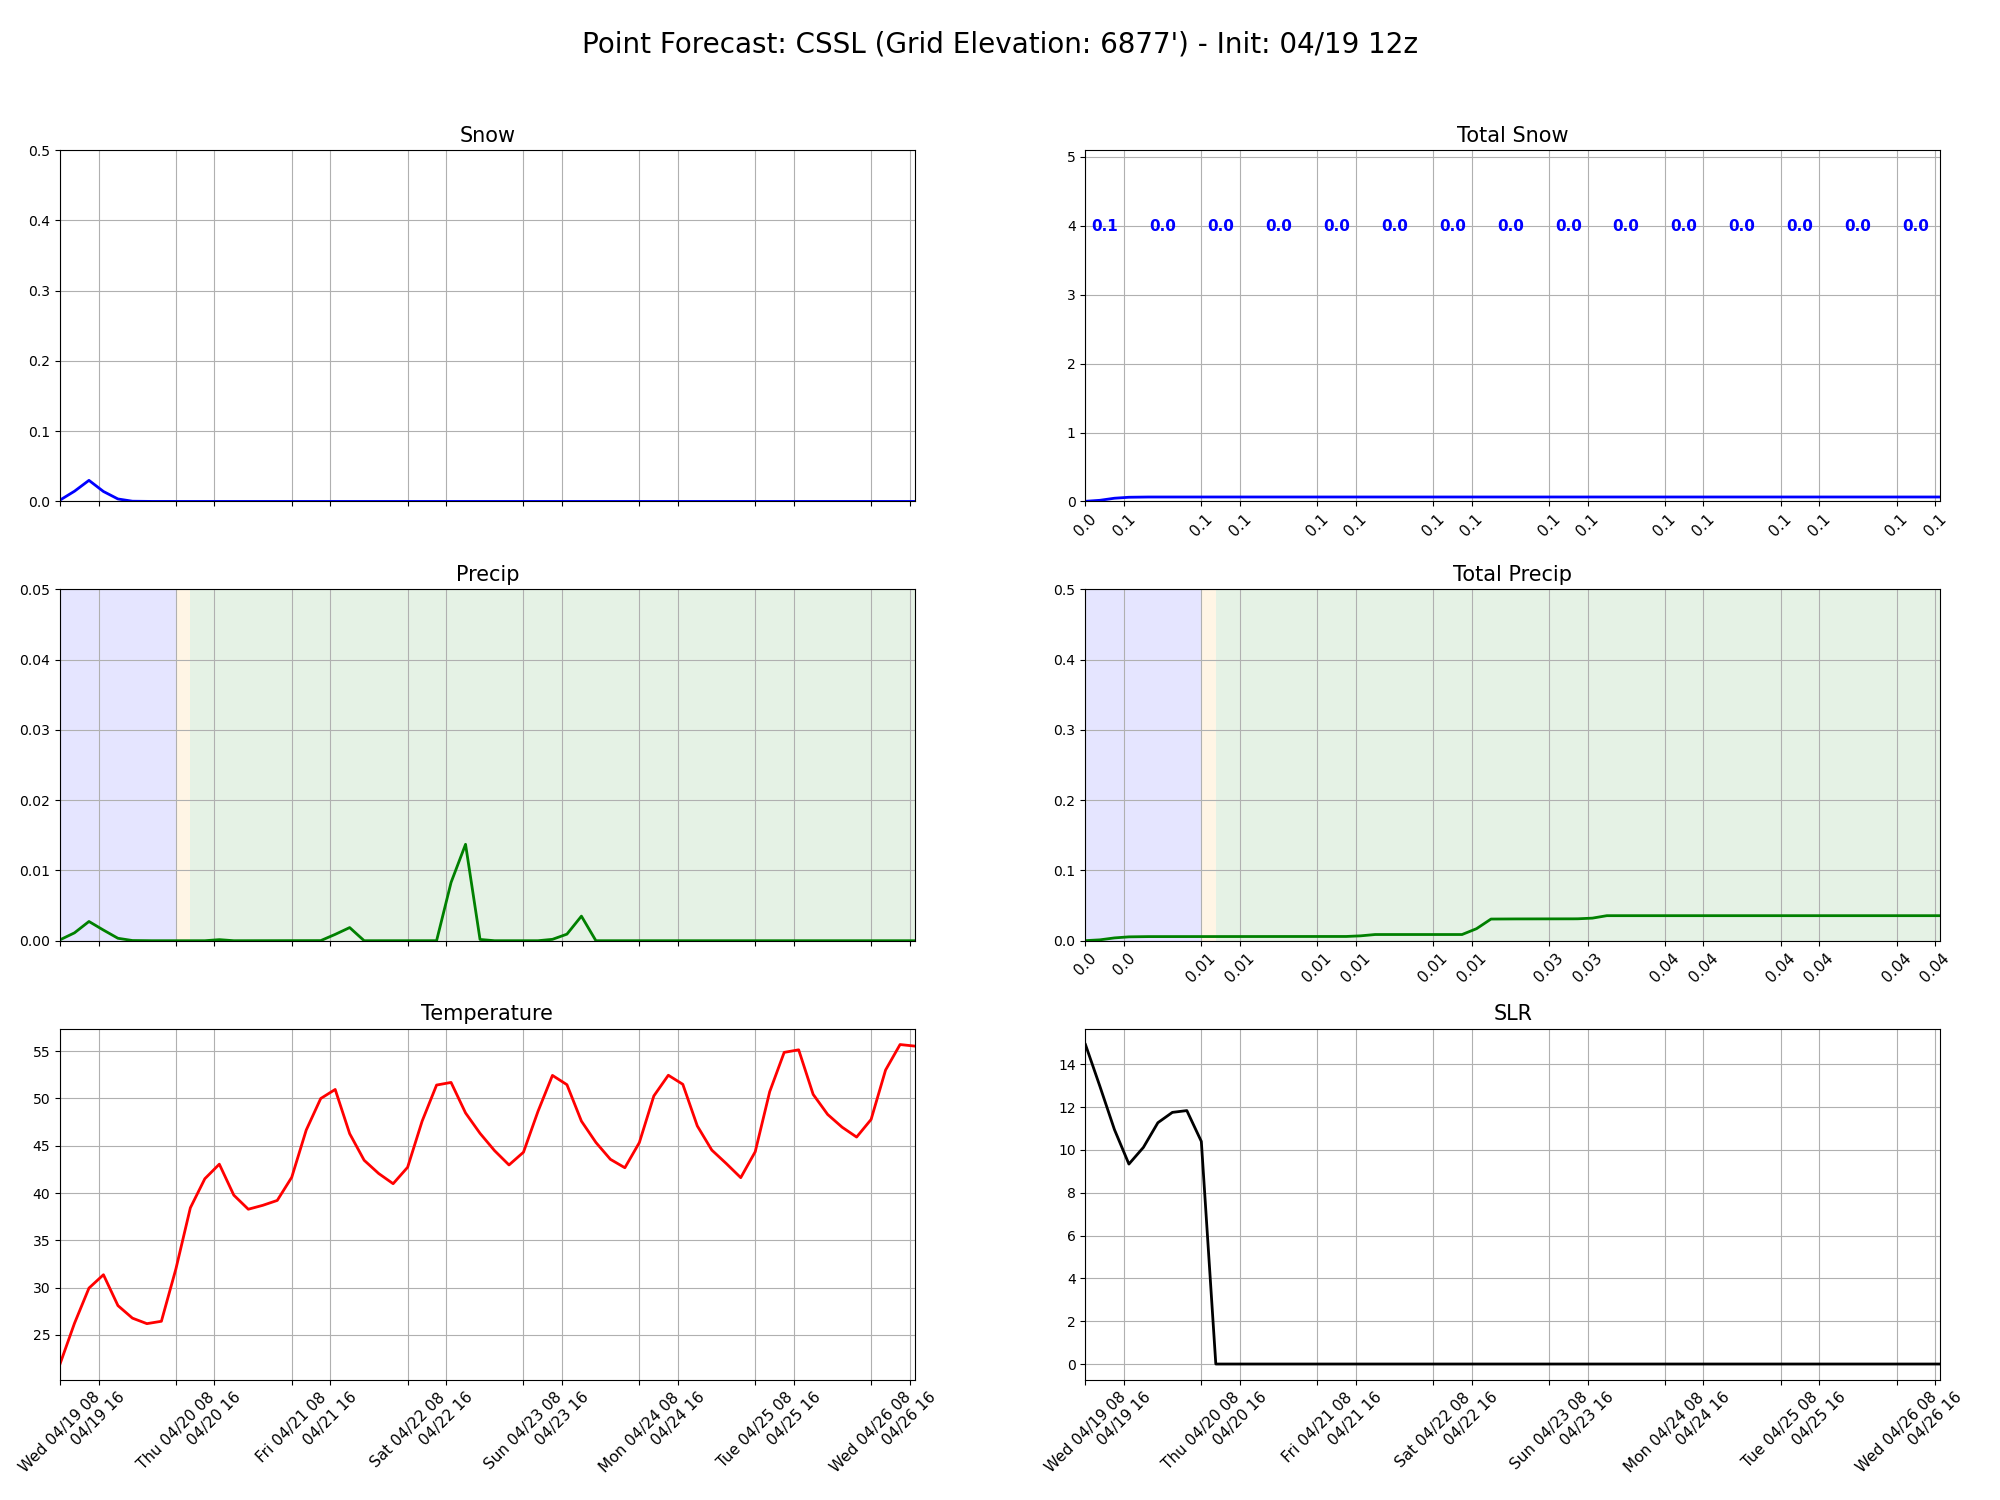 Point Forecast: CSSL (Grid Elevation: 6877') - Init: 04/19 12z
Snow
0.5
0.4
0.3
0.2
0.1
0.0
Total Snow
5
4
3
2
1
0
0.1 0.0 0.0 0.0 0.0 0.0 0.0 0.0 0.0 0.0 0.0 0.0 0.0 0.0 0.0
0.0 0.1 0.1 0.1 0.1 0.1 0.1 0.1 0.1 0.1 0.1 0.1 0.1 0.1 0.1 0.1
Precip
0.05
0.04
0.03
0.02
0.01
0.00
Total Precip
0.5
0.4
0.3
0.2
0.1
0.0
0.0 0.0 0.01 0.01 0.01 0.01 0.01 0.01 0.03 0.03 0.04 0.04 0.04 0.04 0.04 0.04
Temperature
55
50
45
40
35
30
25
Wed 04/19 08
04/19 16
Thu 04/20 08
04/20 16
Fri 04/21 08
04/21 16
Sat 04/22 08
04/22 16
Sun 04/23 08
04/23 16
Mon 04/24 08
04/24 16
Tue 04/25 08
04/25 16
Wed 04/26 08
04/26 16
SLR
14
12
10
8
6
4
2
0
Wed 04/19 08
04/19 16
Thu 04/20 08
04/20 16
Fri 04/21 08
04/21 16
Sat 04/22 08
04/22 16
Sun 04/23 08
04/23 16
Mon 04/24 08
04/24 16
Tue 04/25 08
04/25 16
Wed 04/26 08
04/26 16